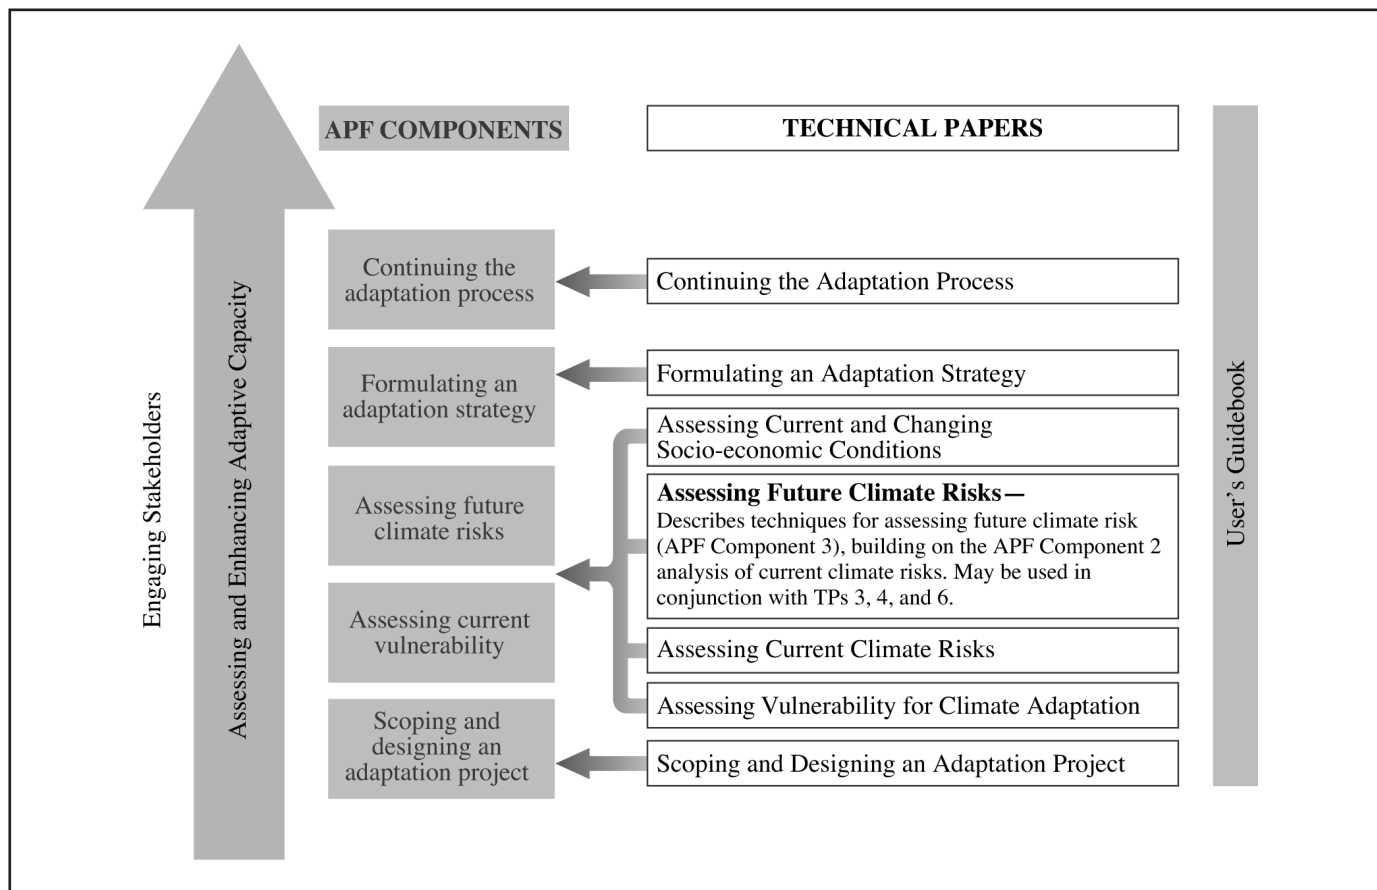 APF COMPONENTS
TECHNICAL PAPERS
Engaging Stakeholders
Assessing and Enhancing Adaptive Capacity
Continuing the
adaptation process
Continuing the Adaptation Process
Formulating an
adaptation strategy
Formulating an Adaptation Strategy
Assessing Current and Changing
Socio-economic Conditions
Assessing future
climate risks
Assessing Future Climate Risks—
Describes techniques for assessing future climate risk
(APF Component 3), building on the APF Component 2
analysis of current climate risks. May be used in
conjunction with TPs 3, 4, and 6.
Assessing current
vulnerability
Assessing Current Climate Risks
Assessing Vulnerability for Climate Adaptation
Scoping and
designing an
adaptation project
Scoping and Designing an Adaptation Project
User's Guidebook